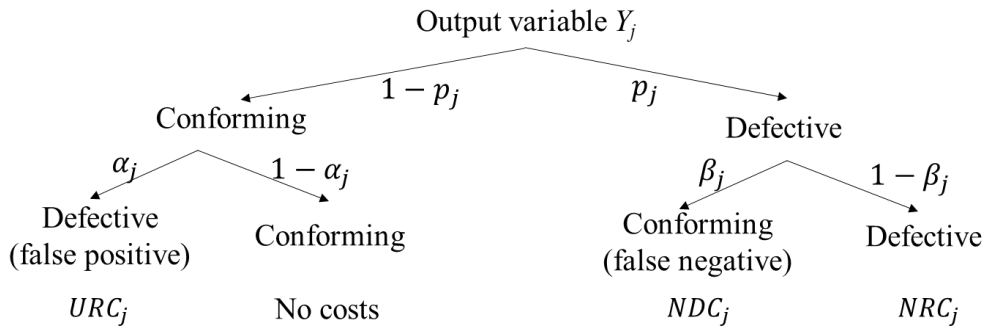 Output variable Y_j
1 − p_j
p_j
Conforming
Defective
α_j
1 − α_j
β_j
1 − β_j
Defective
(false positive)
Conforming
Conforming
(false negative)
Defective
URC_j
No costs
NDC_j
NRC_j